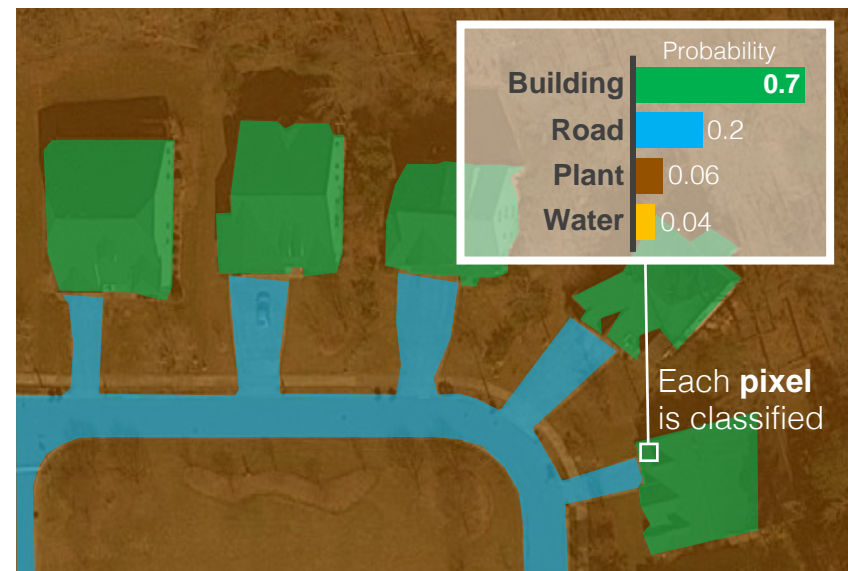 Probability
Building 0.7
Road 0.2
Plant 0.06
Water 0.04
Each pixel
is classified